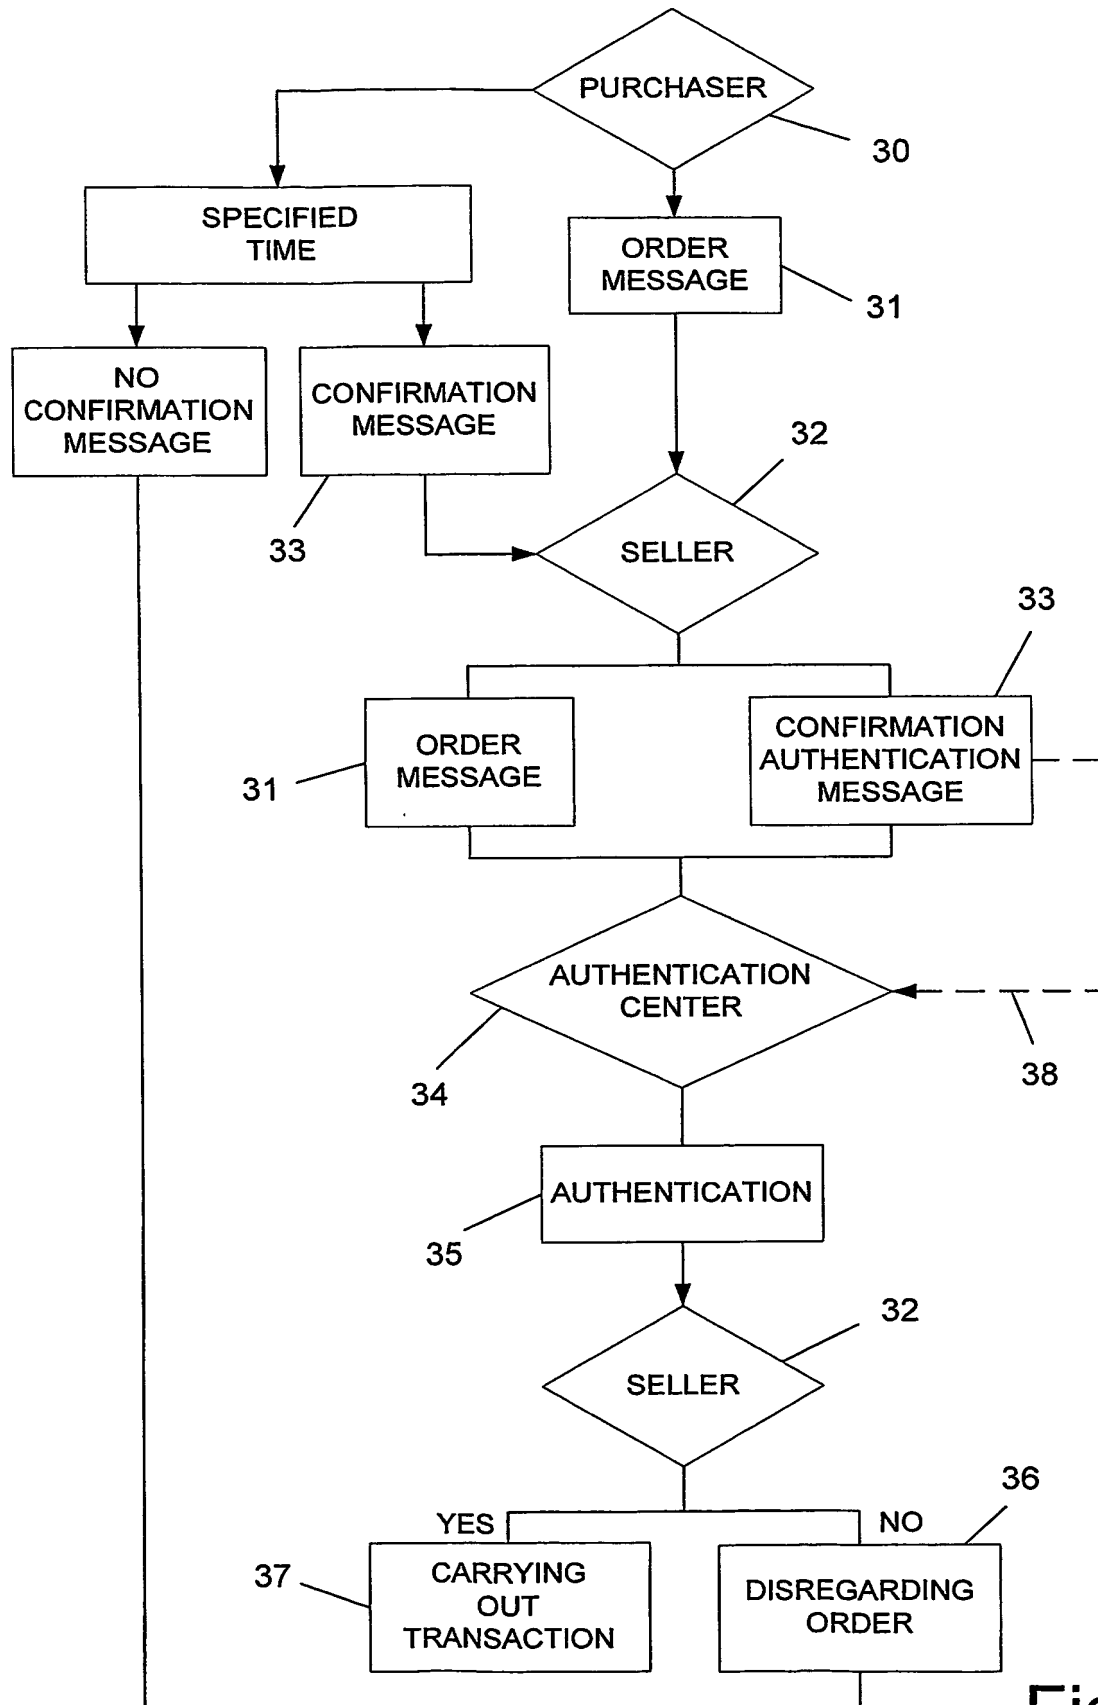 PURCHASER
30
SPECIFIED
TIME
ORDER
MESSAGE
31
NO
CONFIRMATION
MESSAGE
CONFIRMATION
MESSAGE
33
32
SELLER
33
ORDER
MESSAGE
31
CONFIRMATION
AUTHENTICATION
MESSAGE
AUTHENTICATION
CENTER
34
38
AUTHENTICATION
35
32
SELLER
36
YES
NO
37
CARRYING
OUT
TRANSACTION
DISREGARDING
ORDER